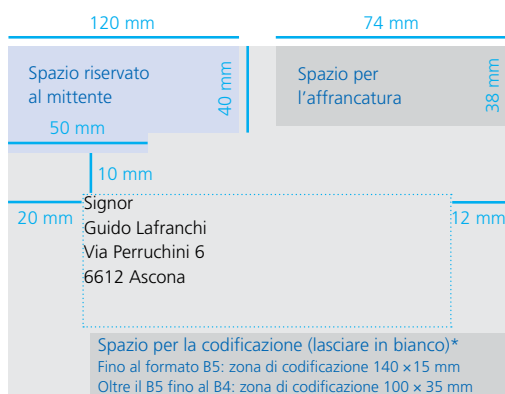 120 mm
74 mm
Spazio riservato
al mittente
40 mm
Spazio per
l’affrancatura
38 mm
50 mm
10 mm
20 mm
12 mm
Signor
Guido Lafranchi
Via Perruchini 6
6612 Ascona
Spazio per la codificazione (lasciare in bianco)*
Fino al formato B5: zona di codificazione 140 × 15 mm
Oltre il B5 fino al B4: zona di codificazione 100 × 35 mm